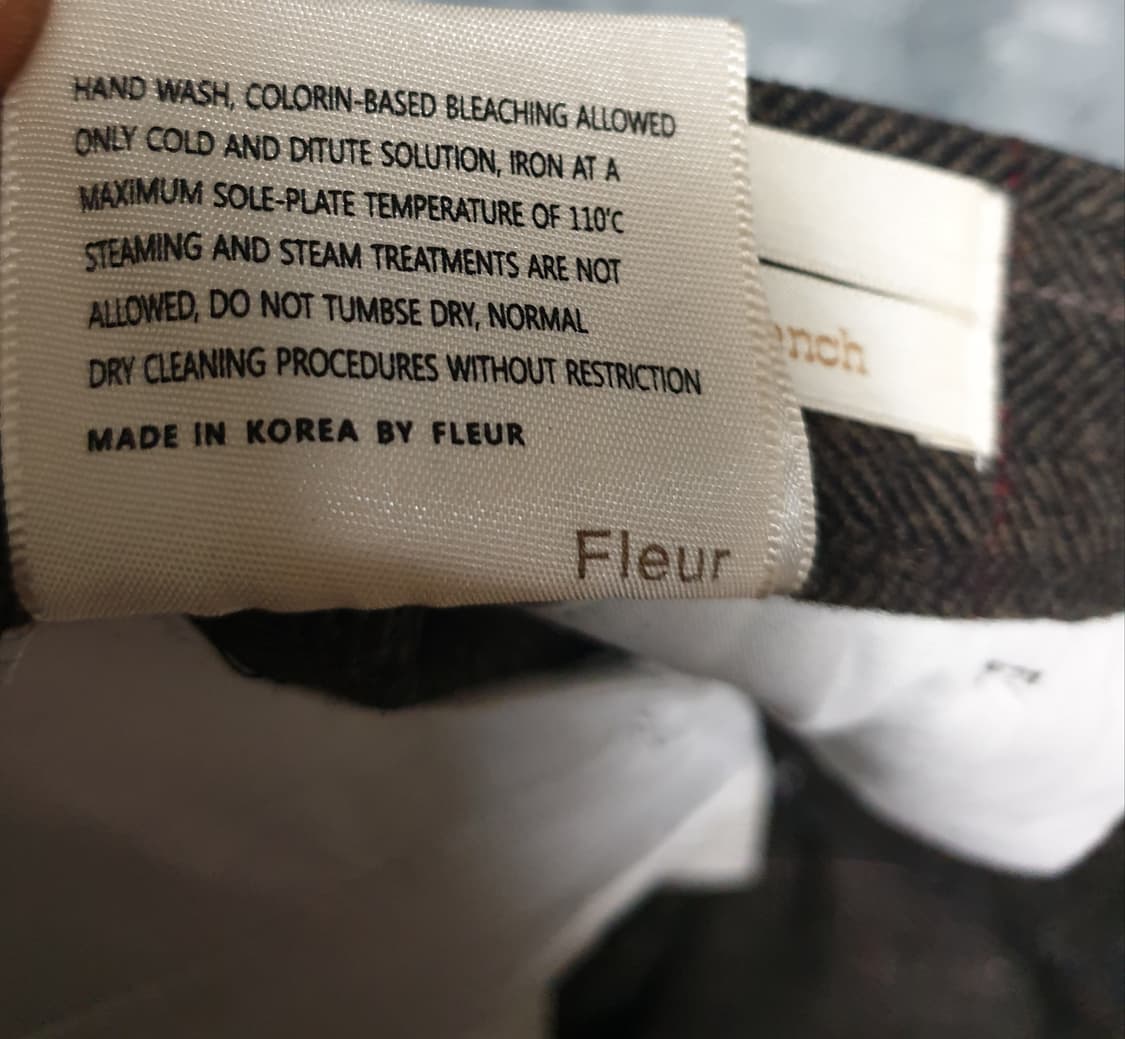 HAND WASH, COLORIN-BASED BLEACHING ALLOWED
ONLY COLD AND DITUTE SOLUTION, IRON AT A
MAXIMUM SOLE-PLATE TEMPERATURE OF 110'C
STEAMING AND STEAM TREATMENTS ARE NOT
ALLOWED, DO NOT TUMBSE DRY, NORMAL
DRY CLEANING PROCEDURES WITHOUT RESTRICTION
MADE IN KOREA BY FLEUR
Fleur